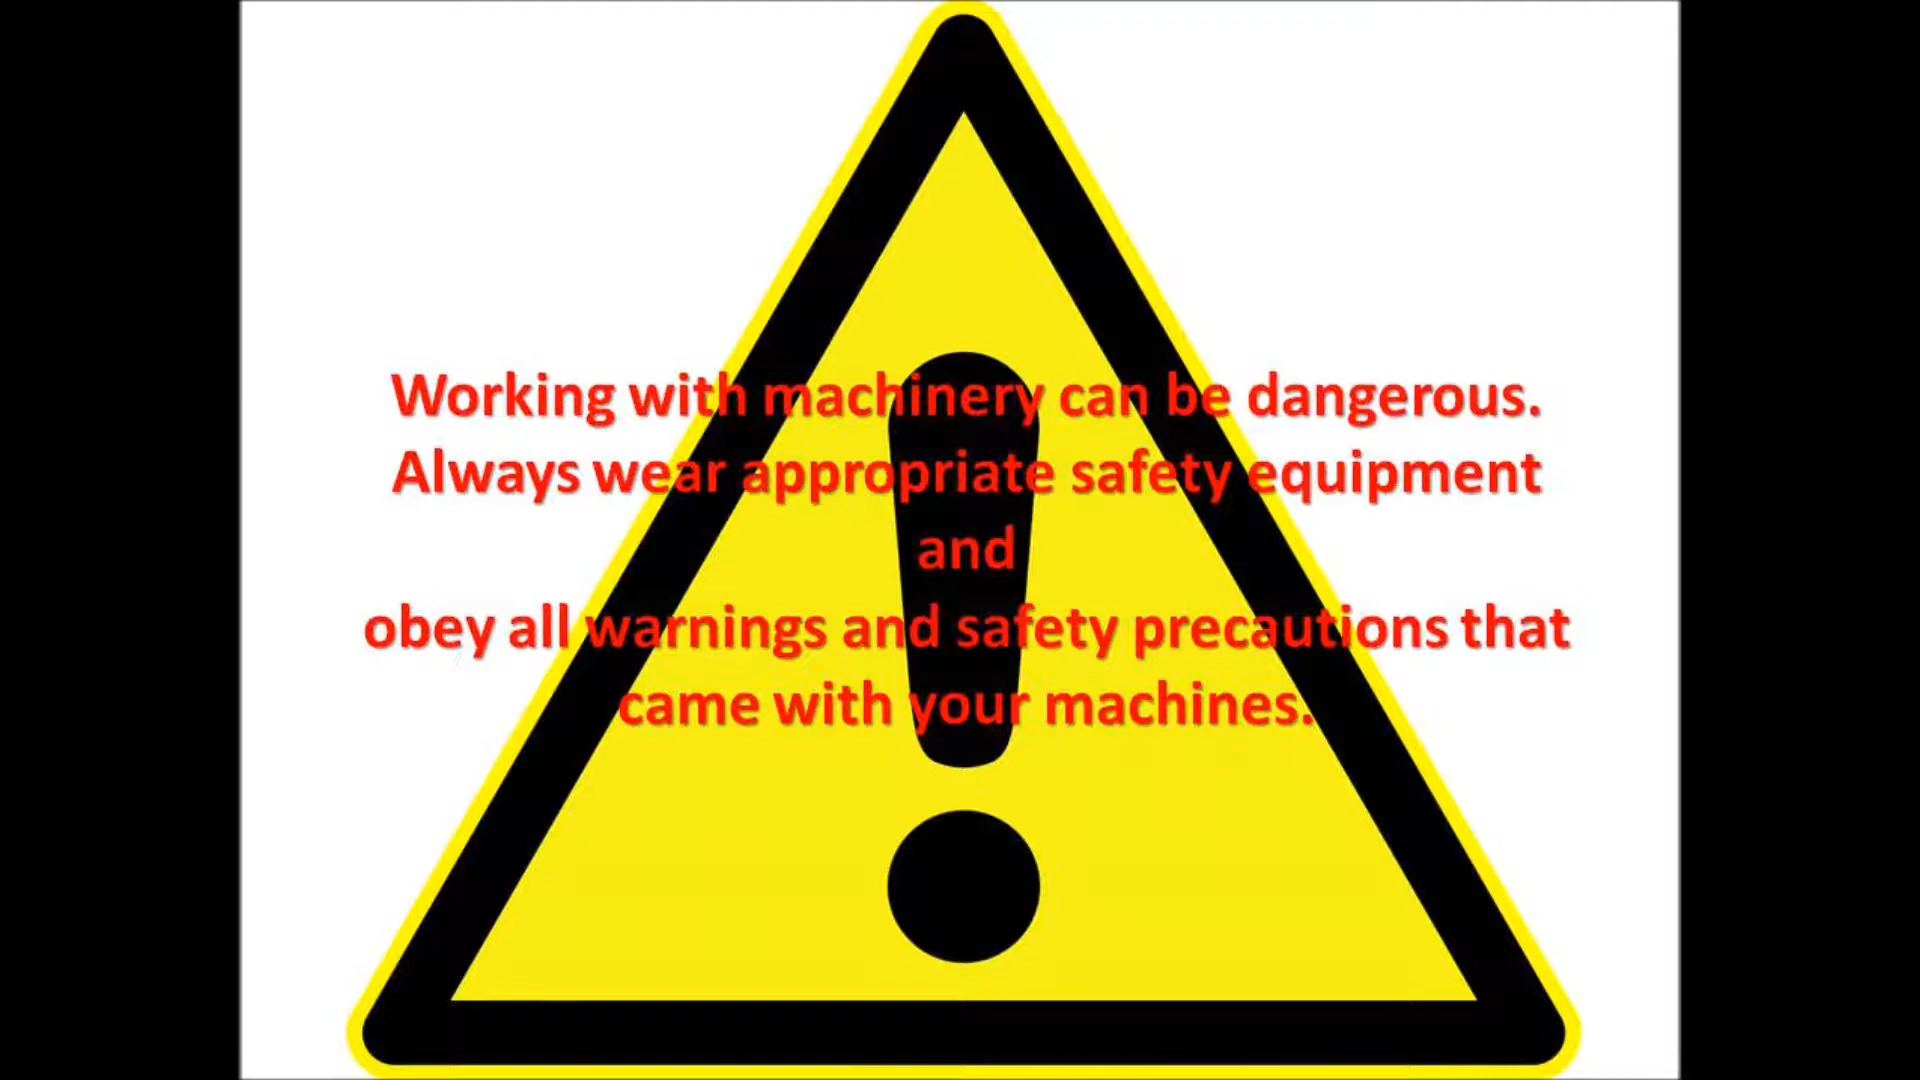 Working with machinery can be dangerous.
Always wear appropriate safety equipment
and
obey all warnings and safety precautions that
came with your machines.